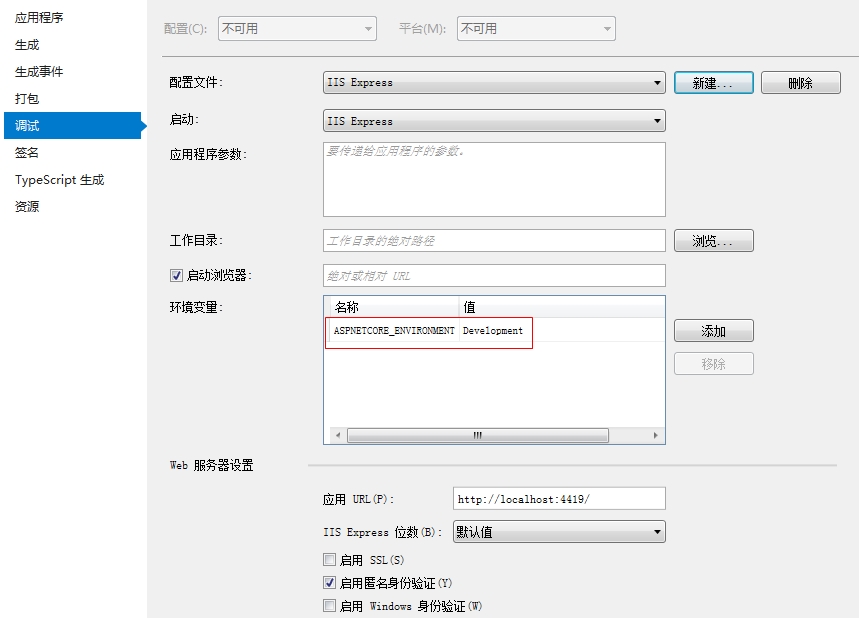 应用程序
生成
生成事件
打包
调试
签名
TypeScript 生成
资源
配置(C): 不可用 平台(M): 不可用
配置文件: IIS Express 新建... 删除
启动: IIS Express
应用程序参数: 要传递给应用程序的参数。
工作目录: 工作目录的绝对路径 浏览...
启动浏览器: 绝对或相对 URL
环境变量: 名称 值
ASPNETCORE_ENVIRONMENT Development 添加
移除
Web 服务器设置
应用 URL(P): http://localhost:4419/
IIS Express 位数(B): 默认值
启用 SSL(S)
启用匿名身份验证(Y)
启用 Windows 身份验证(W)